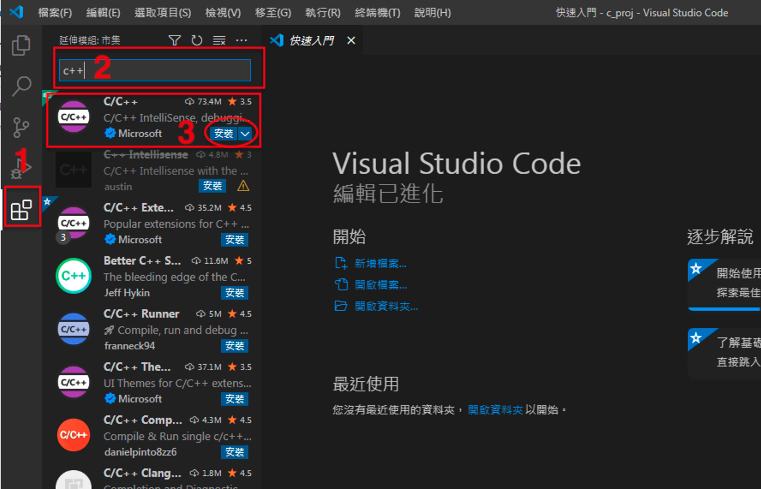 檔案(F) 編輯(E) 選取項目(S) 檢視(V) 移至(G) 執行(R) 終端機(T) 說明(H) 快速入門 - c_proj - Visual Studio Code
延伸模組: 市集
快速入門
c++
2
C/C++ 73.4M 3.5
C/C++ IntelliSense, debuggi...
Microsoft 安裝
3
C++ Intellisense 4.8M 3
C/C++ Intellisense with the ...
austin 安裝
1
C/C++ Exte... 35.2M 4.5
Popular extensions for C++ ...
Microsoft 安裝
C/C++
3
Better C++ S... 11.6M 5
The bleeding edge of the C...
Jeff Hykin 安裝
C++
C/C++ Runner 5M 4.5
Compile, run and debug ...
franneck94 安裝
C/C++
C/C++ The... 37.1M 3.5
UI Themes for C/C++ extens...
Microsoft 安裝
C/C++
C/C++ Comp... 4.3M 4.5
Compile & Run single c/c++...
danielpinto8zz6 安裝
C/C++
C/C++ Clang... 1.8M 4.5
Completion and Diagnostic
Visual Studio Code
編輯已進化
開始
新增檔案...
開啟檔案...
開啟資料夾...
最近使用
您沒有最近使用的資料夾，開啟資料夾以開始。
逐步解說
開始使用
探索最佳
了解基礎
直接跳入